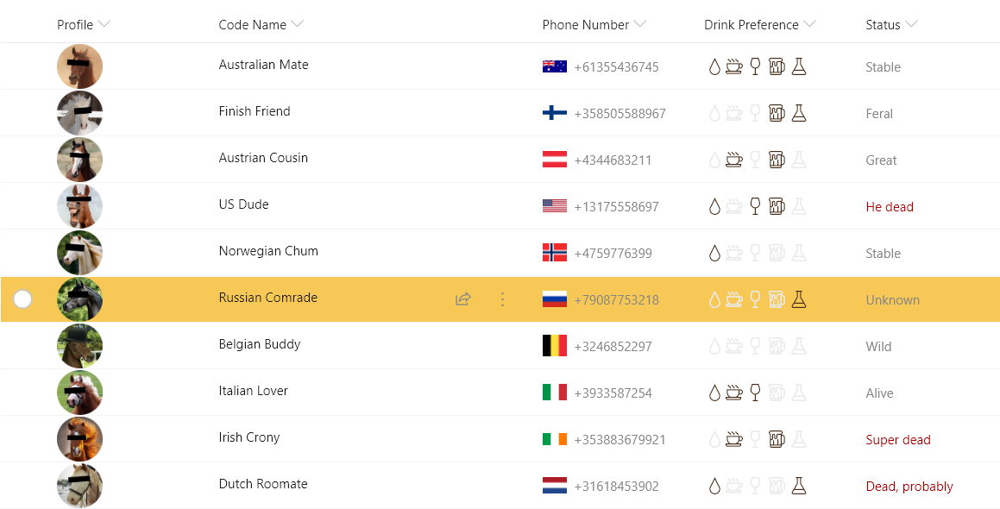 Profile Code Name Phone Number Drink Preference Status
Australian Mate +61355436745 Stable
Finish Friend +358505588967 Feral
Austrian Cousin +4344683211 Great
US Dude +13175558697 He dead
Norwegian Chum +4759776399 Stable
Russian Comrade +79087753218 Unknown
Belgian Buddy +3246852297 Wild
Italian Lover +3933587254 Alive
Irish Crony +353883679921 Super dead
Dutch Roomate +31618453902 Dead, probably